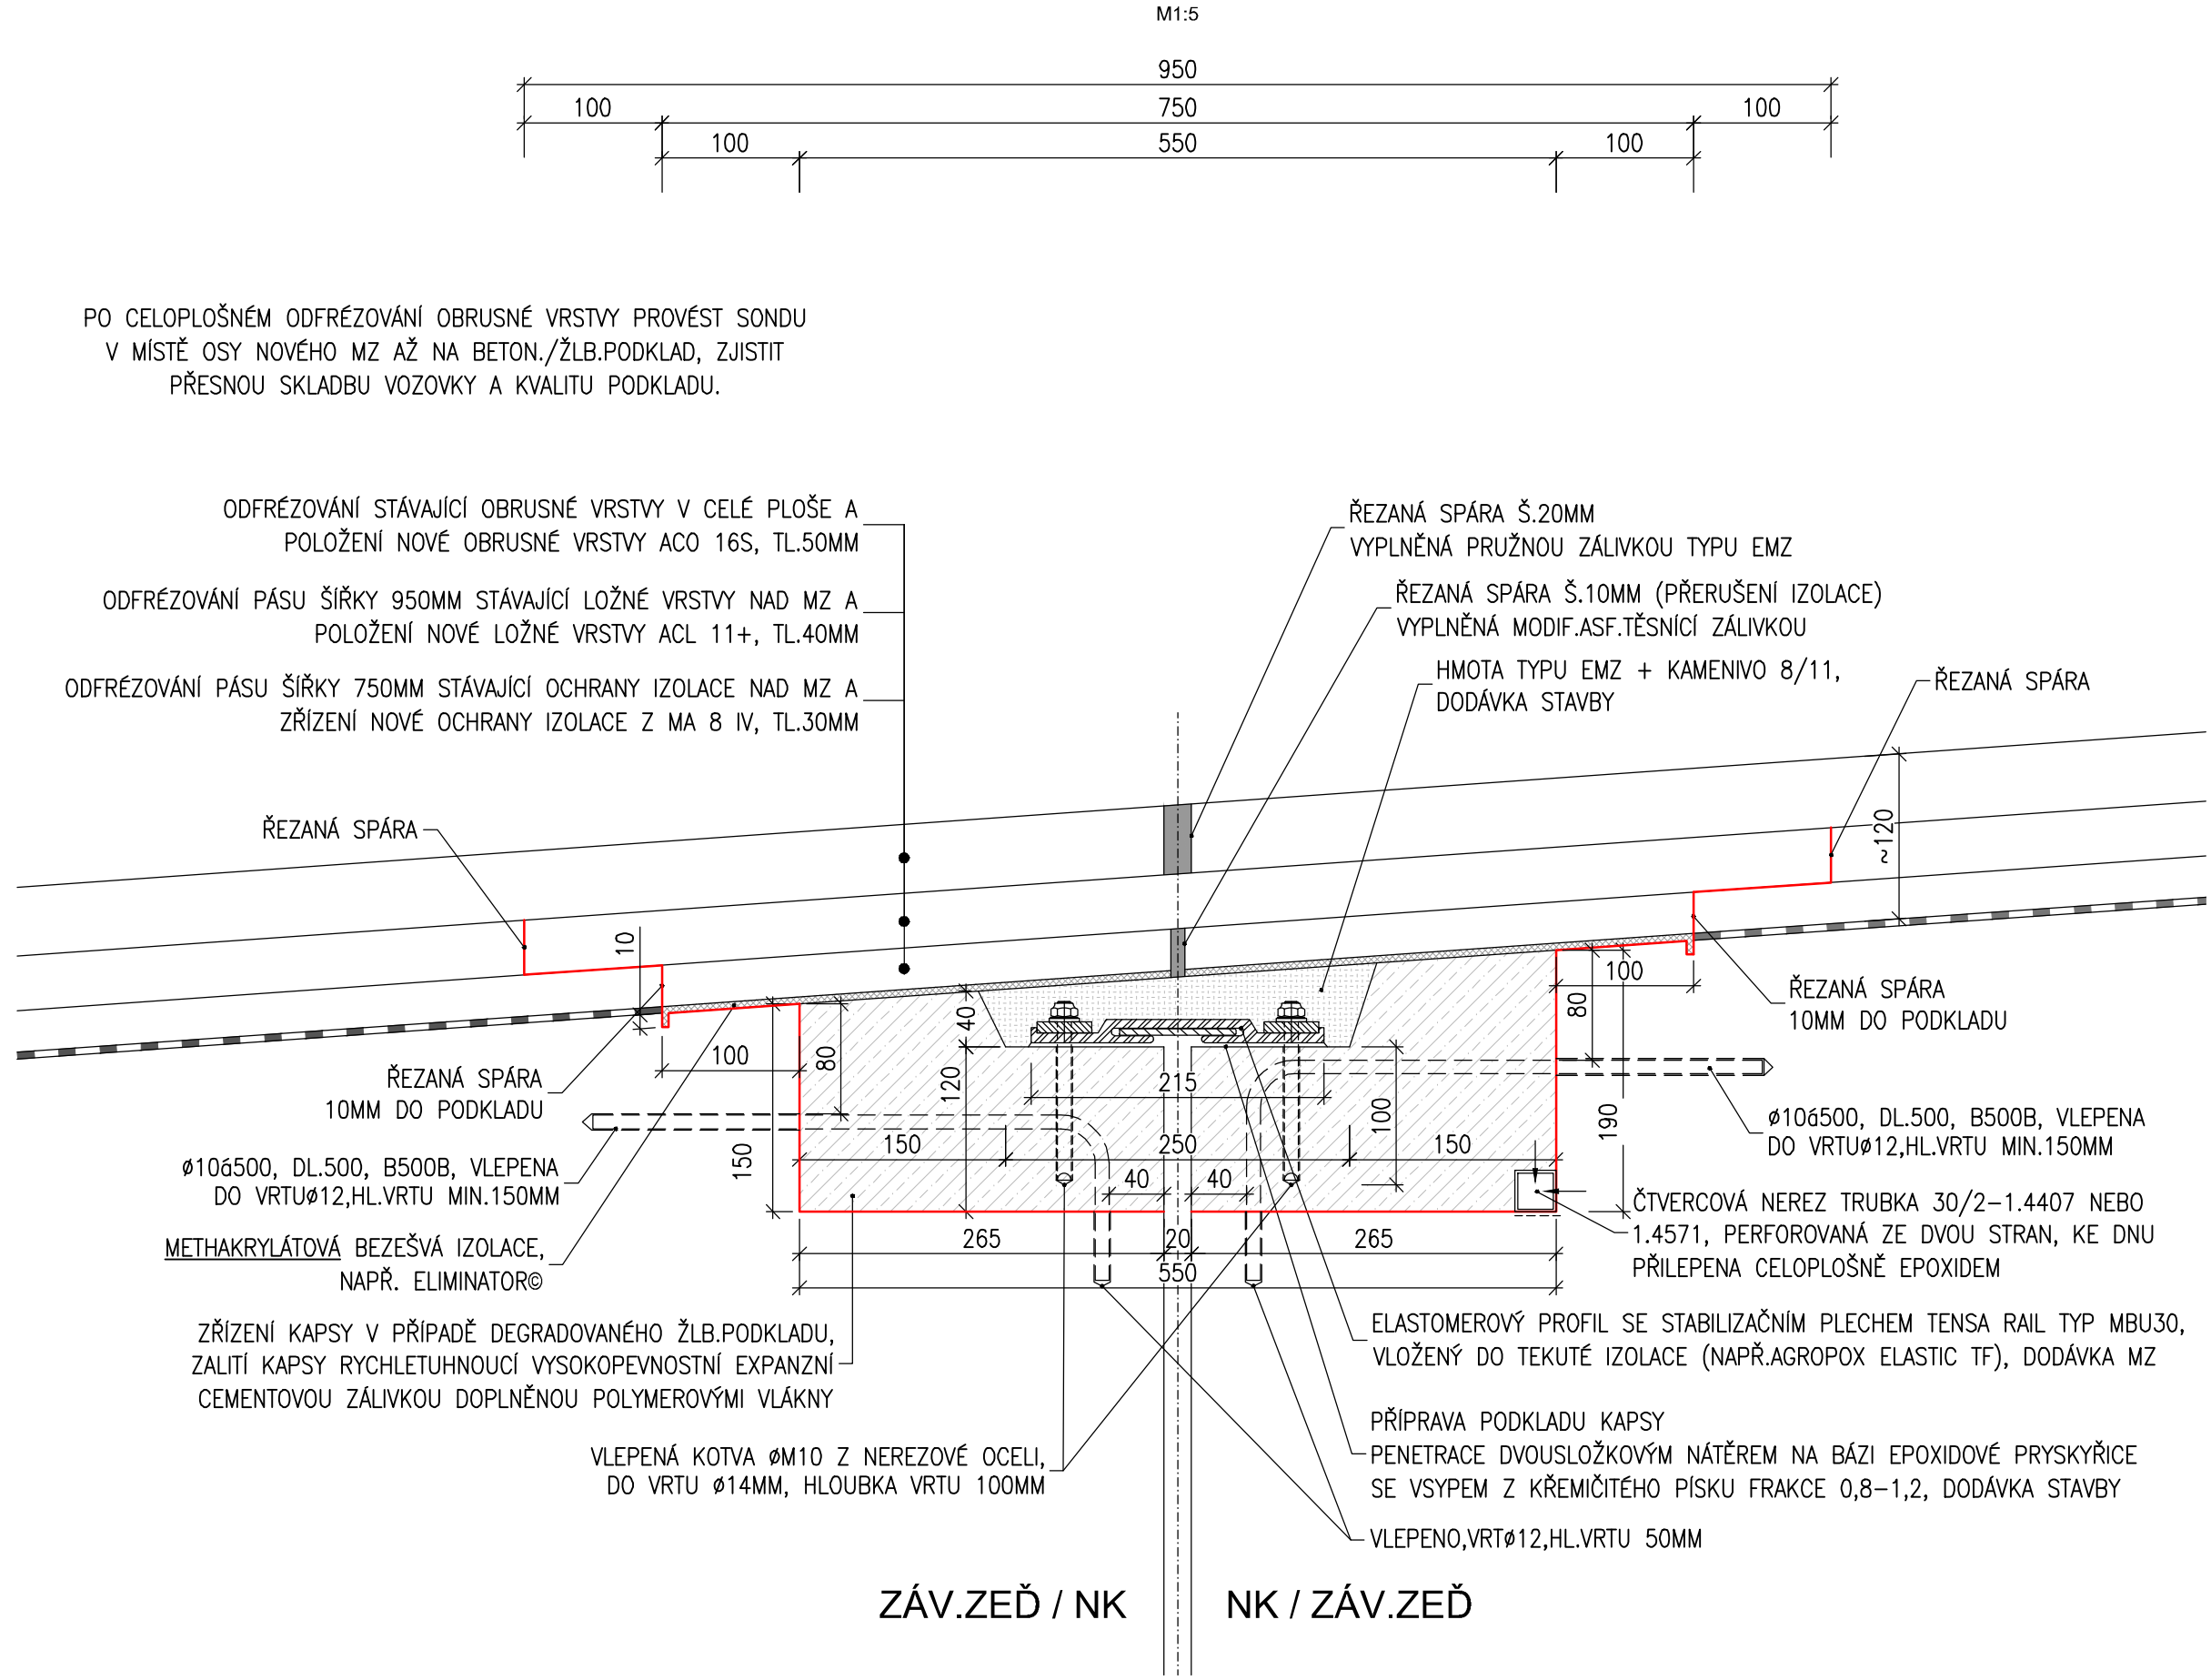 M1:5
950
100
750
100
100
550
100
PO CELOPLOŠNÉM ODFRÉZOVÁNÍ OBRUSNÉ VRSTVY PROVÉST SONDU
V MÍSTĚ OSY NOVÉHO MZ AŽ NA BETON./ŽLB.PODKLAD, ZJISTIT
PŘESNOU SKLADBU VOZOVKY A KVALITU PODKLADU.
ODFRÉZOVÁNÍ STÁVAJÍCÍ OBRUSNÉ VRSTVY V CELÉ PLOŠE A
POLOŽENÍ NOVÉ OBRUSNÉ VRSTVY ACO 16S, TL.50MM
ODFRÉZOVÁNÍ PÁSU ŠÍŘKY 950MM STÁVAJÍCÍ LOŽNÉ VRSTVY NAD MZ A
POLOŽENÍ NOVÉ LOŽNÉ VRSTVY ACL 11+, TL.40MM
ODFRÉZOVÁNÍ PÁSU ŠÍŘKY 750MM STÁVAJÍCÍ OCHRANY IZOLACE NAD MZ A
ZŘÍZENÍ NOVÉ OCHRANY IZOLACE Z MA 8 IV, TL.30MM
ŘEZANÁ SPÁRA Š.20MM
VYPLNĚNÁ PRUŽNOU ZÁLIVKOU TYPU EMZ
ŘEZANÁ SPÁRA Š.10MM (PŘERUŠENÍ IZOLACE)
VYPLNĚNÁ MODIF.ASF.TĚSNÍCÍ ZÁLIVKOU
HMOTA TYPU EMZ + KAMENIVO 8/11,
DODÁVKA STAVBY
ŘEZANÁ SPÁRA
ŘEZANÁ SPÁRA
~120
10
100
80
40
120
150
215
100
150
250
150
40
40
80
100
190
265
20
265
550
ŘEZANÁ SPÁRA
10MM DO PODKLADU
ŘEZANÁ SPÁRA
10MM DO PODKLADU
ø10á500, DL.500, B500B, VLEPENA
DO VRTUø12,HL.VRTU MIN.150MM
ø10á500, DL.500, B500B, VLEPENA
DO VRTUø12,HL.VRTU MIN.150MM
METHAKRYLÁTOVÁ BEZEŠVÁ IZOLACE,
NAPŘ. ELIMINATOR©
ČTVERCOVÁ NEREZ TRUBKA 30/2-1.4407 NEBO
1.4571, PERFOROVANÁ ZE DVOU STRAN, KE DNU
PŘILEPENA CELOPLOŠNĚ EPOXIDEM
ZŘÍZENÍ KAPSY V PŘÍPADĚ DEGRADOVANÉHO ŽLB.PODKLADU,
ZALITÍ KAPSY RYCHLETUHNOUCÍ VYSOKOPEVNOSTNÍ EXPANZNÍ
CEMENTOVOU ZÁLIVKOU DOPLNĚNOU POLYMEROVÝMI VLÁKNY
ELASTOMEROVÝ PROFIL SE STABILIZAČNÍM PLECHEM TENSA RAIL TYP MBU30,
VLOŽENÝ DO TEKUTÉ IZOLACE (NAPŘ.AGROPOX ELASTIC TF), DODÁVKA MZ
VLEPENÁ KOTVA øM10 Z NEREZOVÉ OCELI,
DO VRTU ø14MM, HLOUBKA VRTU 100MM
PŘÍPRAVA PODKLADU KAPSY
PENETRACE DVOUSLOŽKOVÝM NÁTĚREM NA BÁZI EPOXIDOVÉ PRYSKYŘICE
SE VSYPEM Z KŘEMIČITÉHO PÍSKU FRAKCE 0,8-1,2, DODÁVKA STAVBY
VLEPENO,VRTø12,HL.VRTU 50MM
ZÁV.ZEĎ / NK
NK / ZÁV.ZEĎ